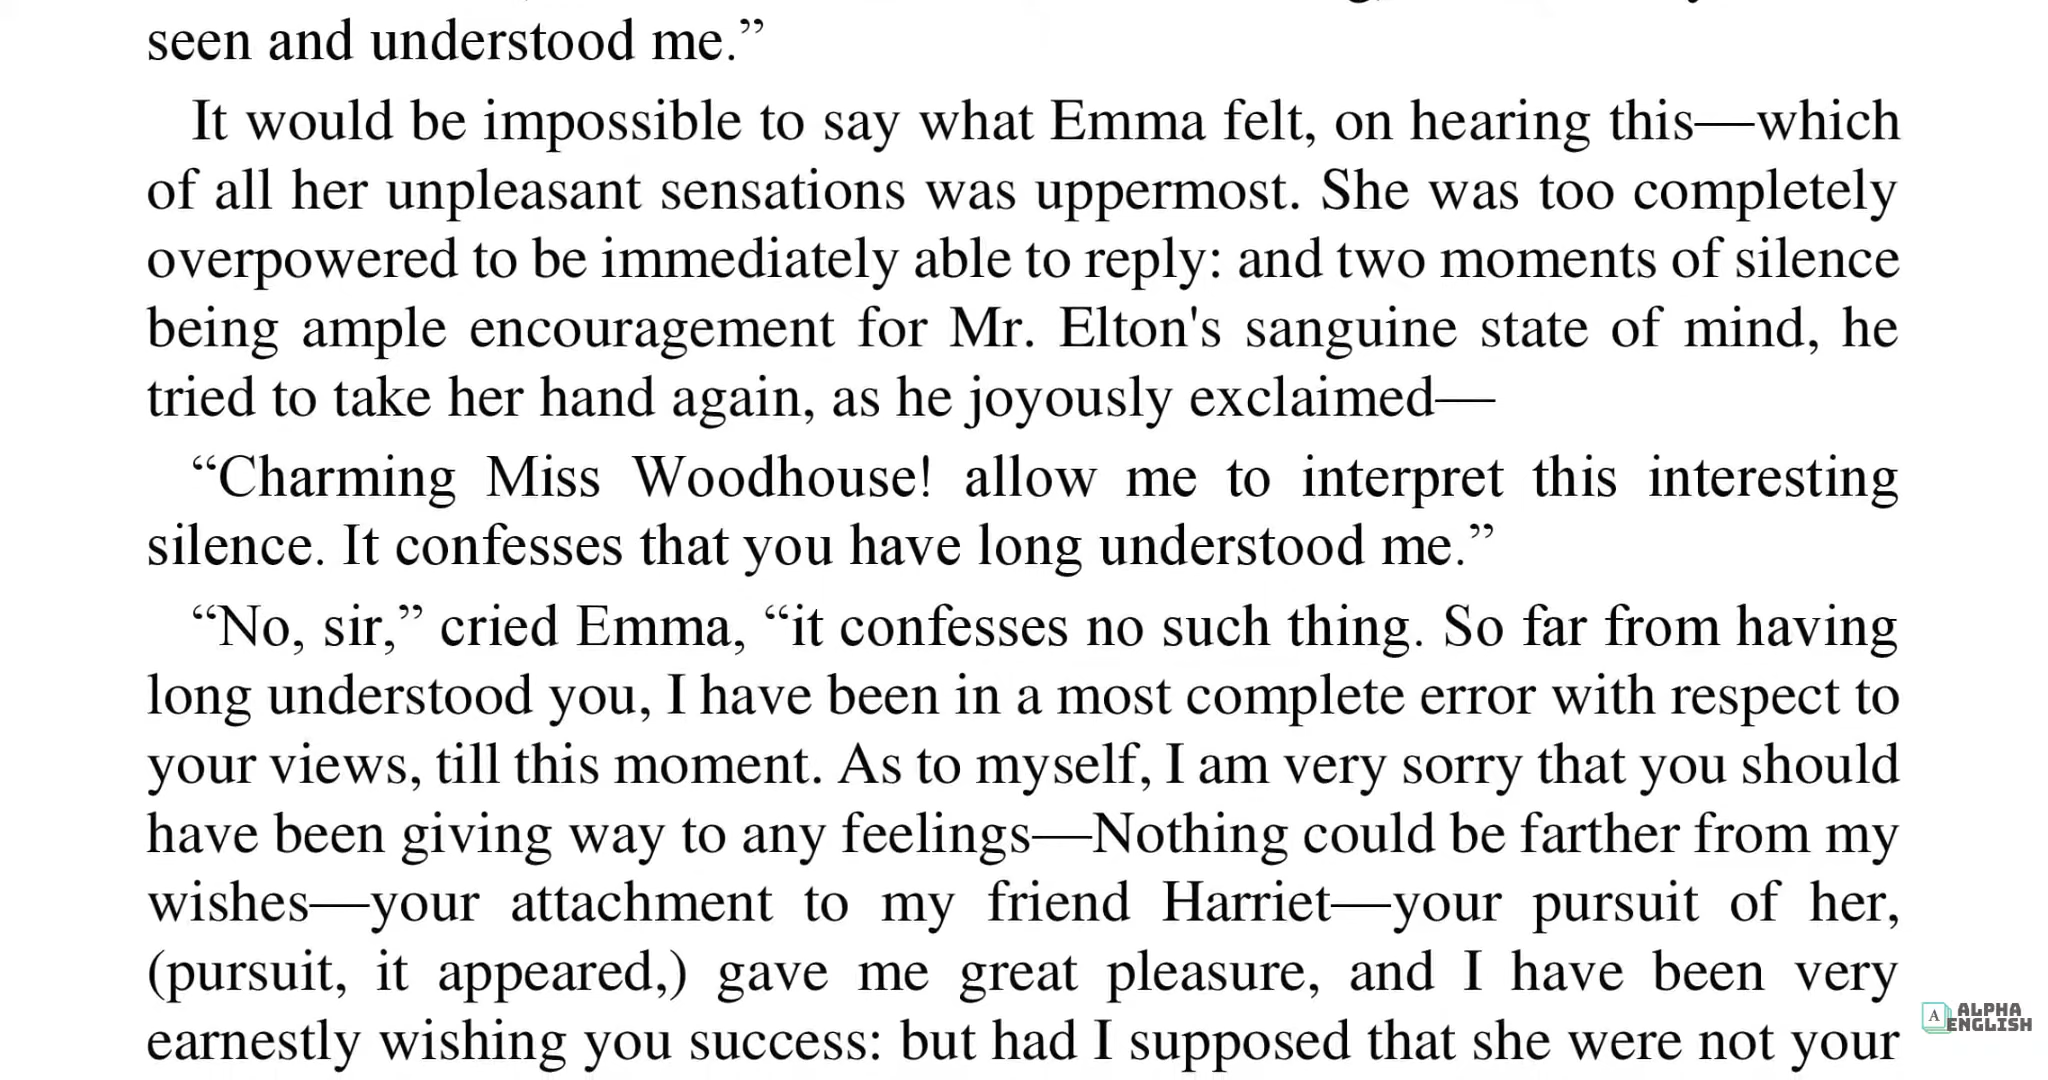 seen and understood me.”
It would be impossible to say what Emma felt, on hearing this—which
of all her unpleasant sensations was uppermost. She was too completely
overpowered to be immediately able to reply: and two moments of silence
being ample encouragement for Mr. Elton's sanguine state of mind, he
tried to take her hand again, as he joyously exclaimed—
“Charming Miss Woodhouse! allow me to interpret this interesting
silence. It confesses that you have long understood me.”
“No, sir,” cried Emma, “it confesses no such thing. So far from having
long understood you, I have been in a most complete error with respect to
your views, till this moment. As to myself, I am very sorry that you should
have been giving way to any feelings—Nothing could be farther from my
wishes—your attachment to my friend Harriet—your pursuit of her,
(pursuit, it appeared,) gave me great pleasure, and I have been very
earnestly wishing you success: but had I supposed that she were not your
A ALPHA
ENGLISH